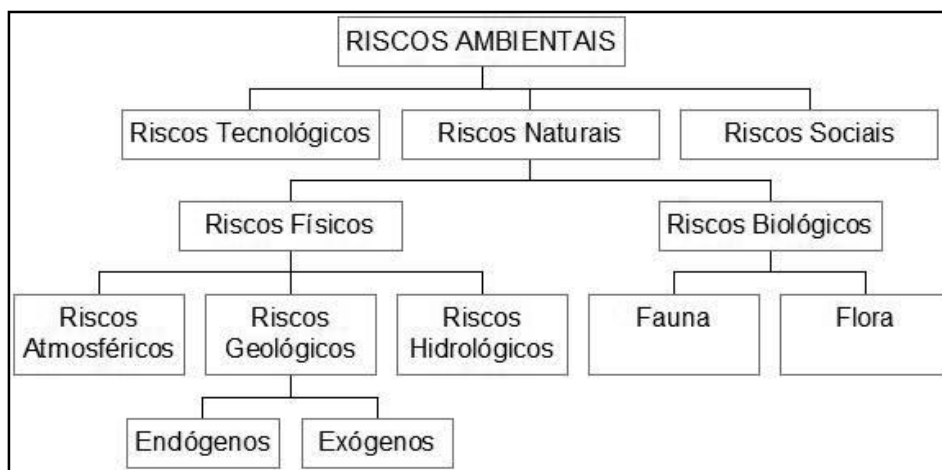 RISCOS AMBIENTAIS
Riscos Tecnológicos
Riscos Naturais
Riscos Sociais
Riscos Físicos
Riscos Biológicos
Riscos
Atmosféricos
Riscos
Geológicos
Riscos
Hidrológicos
Fauna
Flora
Endógenos
Exógenos